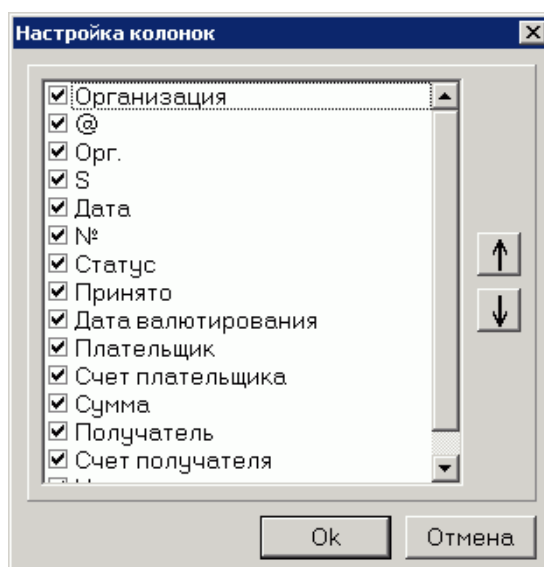 Настройка колонок
Организация
@
Орг.
S
Дата
№
Статус
Принято
Дата валютирования
Плательщик
Счет плательщика
Сумма
Получатель
Счет получателя
Ok
Отмена